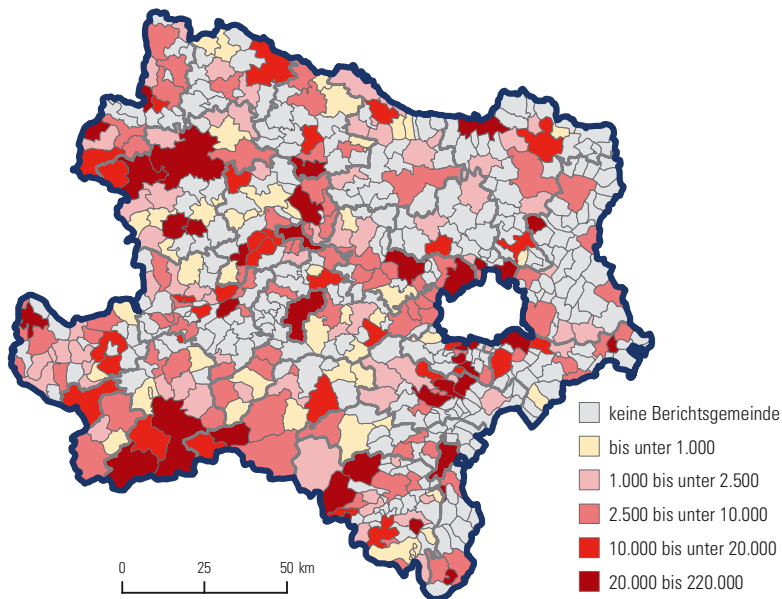 keine Berichtsgemeinde
bis unter 1.000
1.000 bis unter 2.500
2.500 bis unter 10.000
10.000 bis unter 20.000
20.000 bis 220.000
0 25 50 km